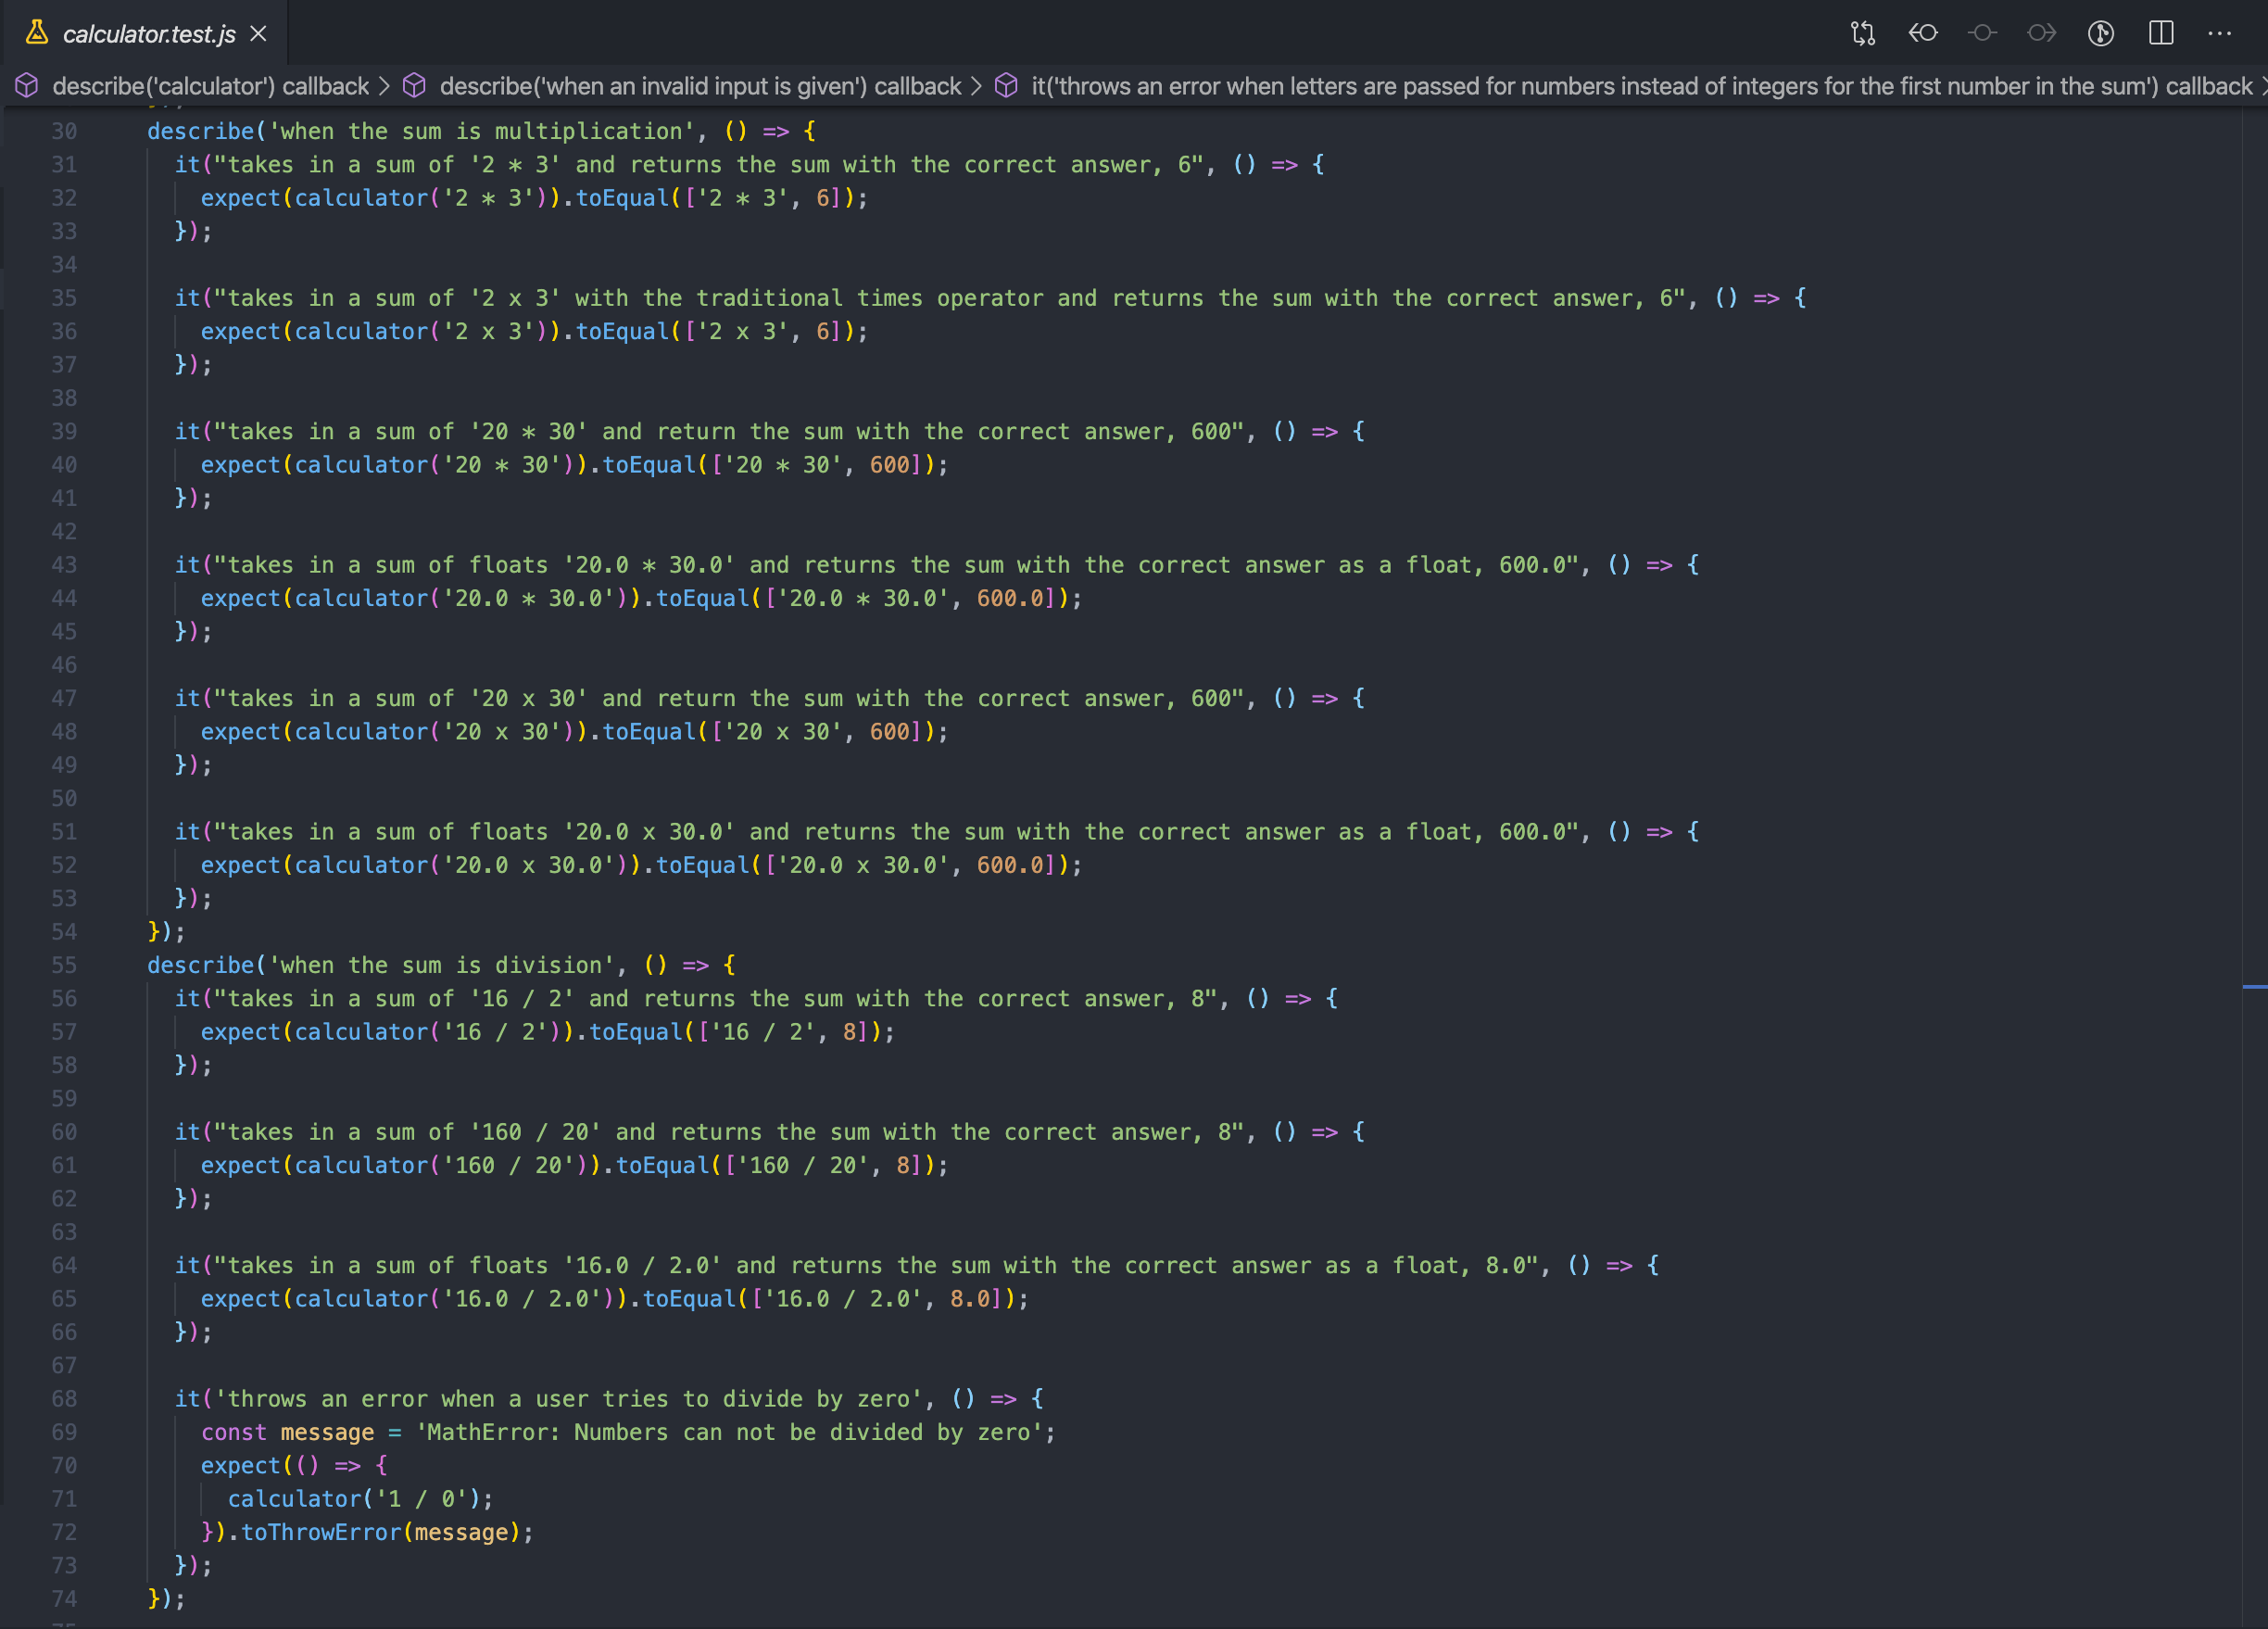 calculator.test.js
describe('calculator') callback > describe('when an invalid input is given') callback > it('throws an error when letters are passed for numbers instead of integers for the first number in the sum') callback
30 describe('when the sum is multiplication', () => {
31 it("takes in a sum of '2 * 3' and returns the sum with the correct answer, 6", () => {
32 expect(calculator('2 * 3')).toEqual(['2 * 3', 6]);
33 });
34
35 it("takes in a sum of '2 x 3' with the traditional times operator and returns the sum with the correct answer, 6", () => {
36 expect(calculator('2 x 3')).toEqual(['2 x 3', 6]);
37 });
38
39 it("takes in a sum of '20 * 30' and return the sum with the correct answer, 600", () => {
40 expect(calculator('20 * 30')).toEqual(['20 * 30', 600]);
41 });
42
43 it("takes in a sum of floats '20.0 * 30.0' and returns the sum with the correct answer as a float, 600.0", () => {
44 expect(calculator('20.0 * 30.0')).toEqual(['20.0 * 30.0', 600.0]);
45 });
46
47 it("takes in a sum of '20 x 30' and return the sum with the correct answer, 600", () => {
48 expect(calculator('20 x 30')).toEqual(['20 x 30', 600]);
49 });
50
51 it("takes in a sum of floats '20.0 x 30.0' and returns the sum with the correct answer as a float, 600.0", () => {
52 expect(calculator('20.0 x 30.0')).toEqual(['20.0 x 30.0', 600.0]);
53 });
54 });
55 describe('when the sum is division', () => {
56 it("takes in a sum of '16 / 2' and returns the sum with the correct answer, 8", () => {
57 expect(calculator('16 / 2')).toEqual(['16 / 2', 8]);
58 });
59
60 it("takes in a sum of '160 / 20' and returns the sum with the correct answer, 8", () => {
61 expect(calculator('160 / 20')).toEqual(['160 / 20', 8]);
62 });
63
64 it("takes in a sum of floats '16.0 / 2.0' and returns the sum with the correct answer as a float, 8.0", () => {
65 expect(calculator('16.0 / 2.0')).toEqual(['16.0 / 2.0', 8.0]);
66 });
67
68 it('throws an error when a user tries to divide by zero', () => {
69 const message = 'MathError: Numbers can not be divided by zero';
70 expect(() => {
71 calculator('1 / 0');
72 }).toThrowError(message);
73 });
74 });